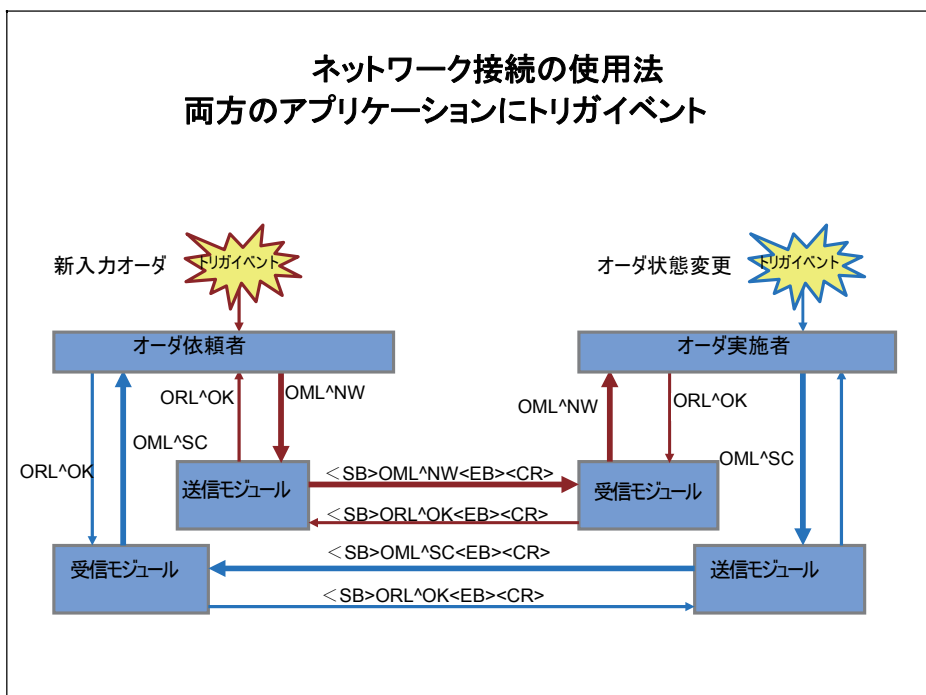 ネットワーク接続の使用法
両方のアプリケーションにトリガイベント
新入力オーダ
トリガイベント
オーダ状態変更
トリガイベント
オーダ依頼者
オーダ実施者
ORL^OK
OML^NW
OML^NW
ORL^OK
OML^SC
ORL^OK
OML^SC
送信モジュール
<SB>OML^NW<EB><CR>
受信モジュール
<SB>ORL^OK<EB><CR>
受信モジュール
<SB>OML^SC<EB><CR>
送信モジュール
<SB>ORL^OK<EB><CR>